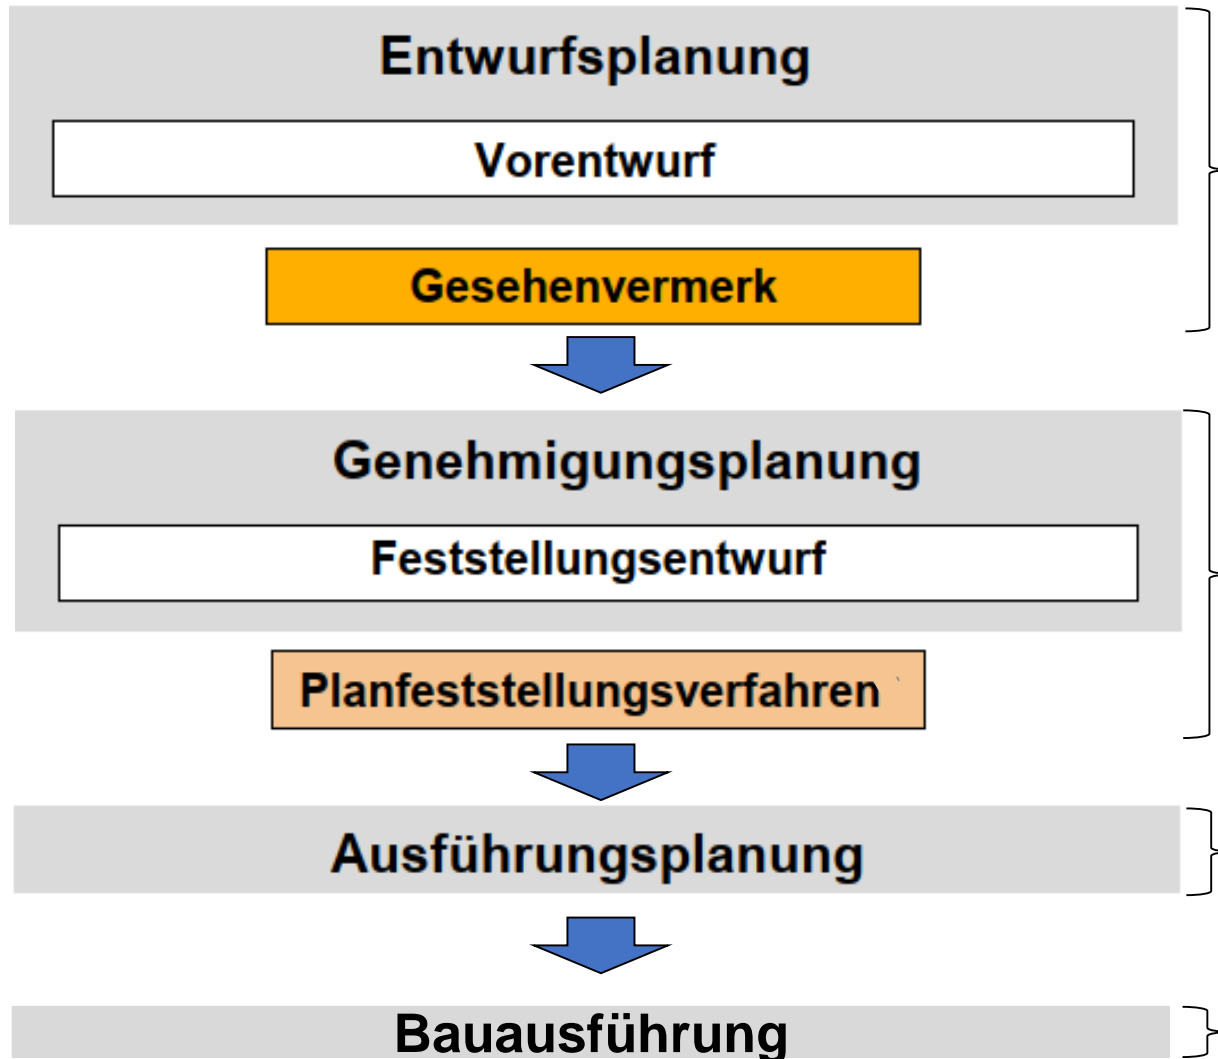 Entwurfsplanung
Vorentwurf
Gesehenvermerk
Genehmigungsplanung
Feststellungsentwurf
Planfeststellungsverfahren
Ausführungsplanung
Bauausführung